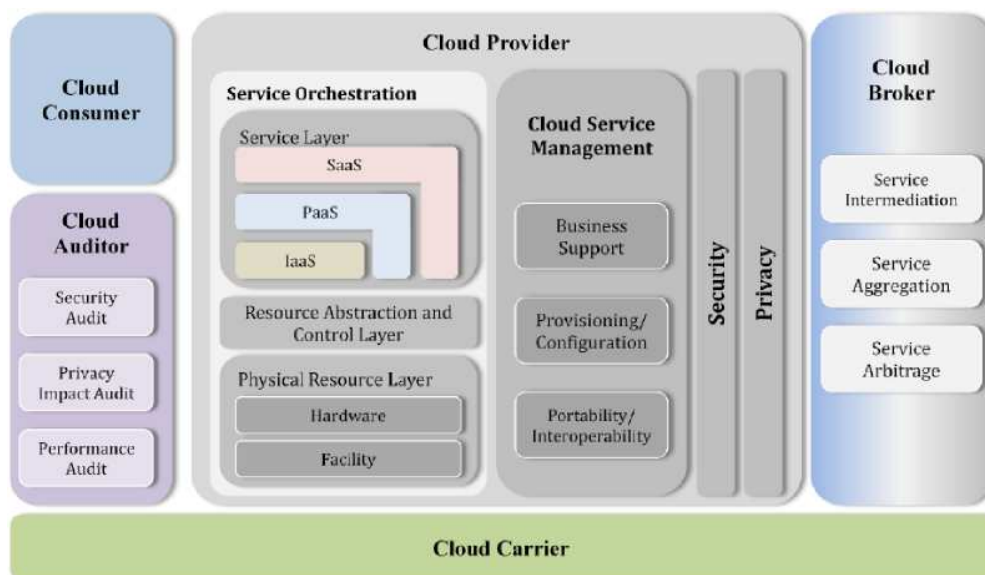 Cloud
Consumer
Cloud
Auditor
Security
Audit
Privacy
Impact Audit
Performance
Audit
Cloud Provider
Service Orchestration
Service Layer
SaaS
PaaS
IaaS
Resource Abstraction and
Control Layer
Physical Resource Layer
Hardware
Facility
Cloud Service
Management
Business
Support
Provisioning/
Configuration
Portability/
Interoperability
Security
Privacy
Cloud
Broker
Service
Intermediation
Service
Aggregation
Service
Arbitrage
Cloud Carrier